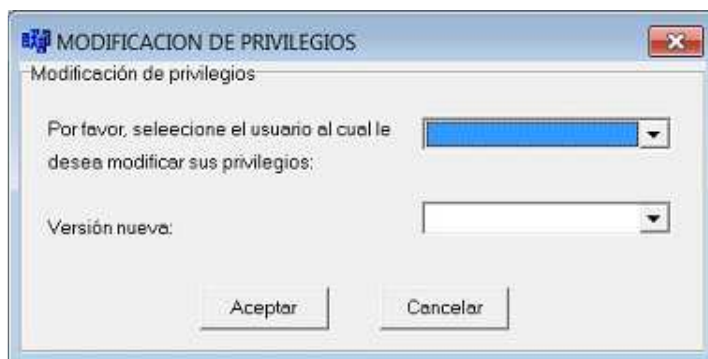 MODIFICACION DE PRIVILEGIOS
Modificación de privilegios
Por favor, seleecione el usuario al cual le
desea modificar sus privilegios:
Versión nueva:
Aceptar
Cancelar